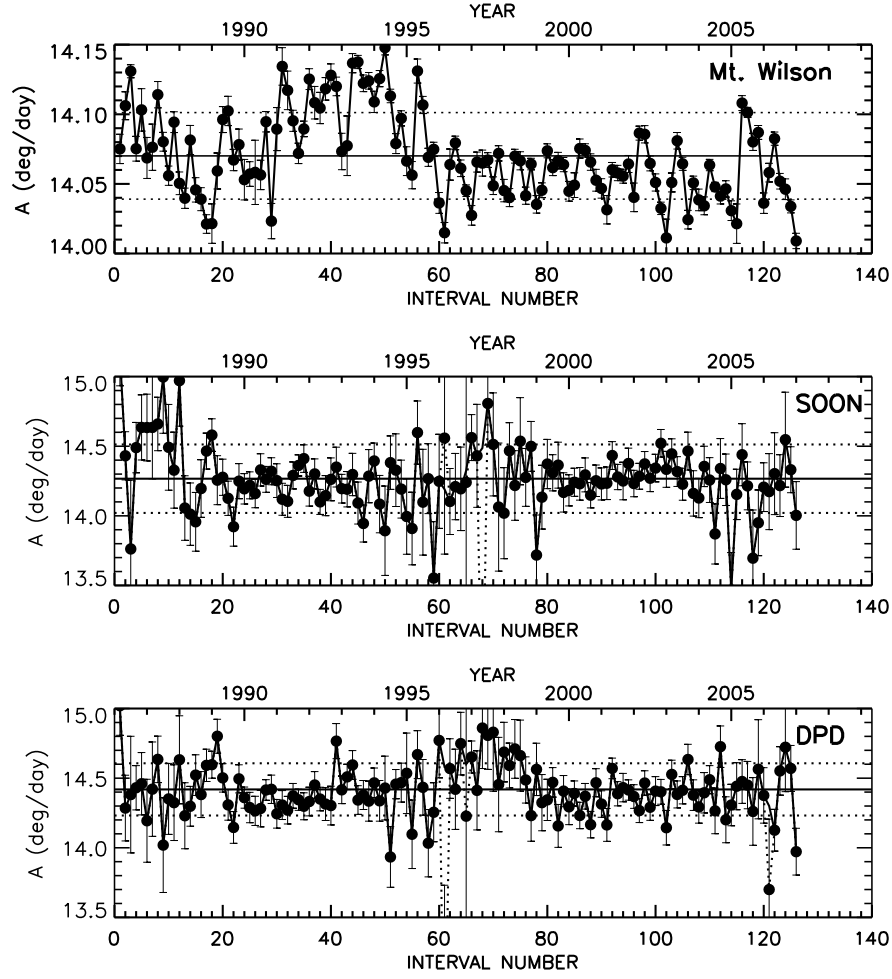 YEAR
1990 1995 2000 2005
14.15
14.10
14.05
14.00
A (deg/day)
Mt. Wilson
0 20 40 60 80 100 120 140
INTERVAL NUMBER
YEAR
1990 1995 2000 2005
15.0
14.5
14.0
13.5
A (deg/day)
SOON
0 20 40 60 80 100 120 140
INTERVAL NUMBER
YEAR
1990 1995 2000 2005
15.0
14.5
14.0
13.5
A (deg/day)
DPD
0 20 40 60 80 100 120 140
INTERVAL NUMBER